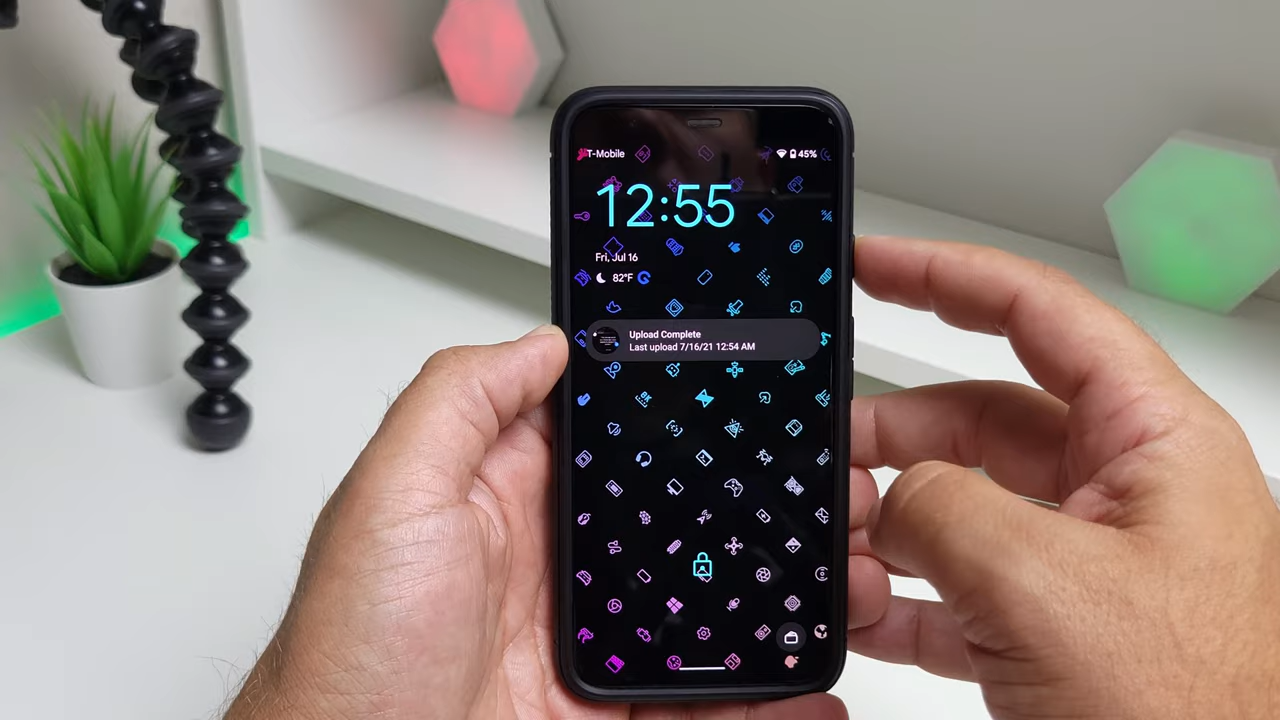 T-Mobile 45%
12:55
Fri, Jul 16
82°F
Upload Complete
Last upload 7/16/21 12:54 AM